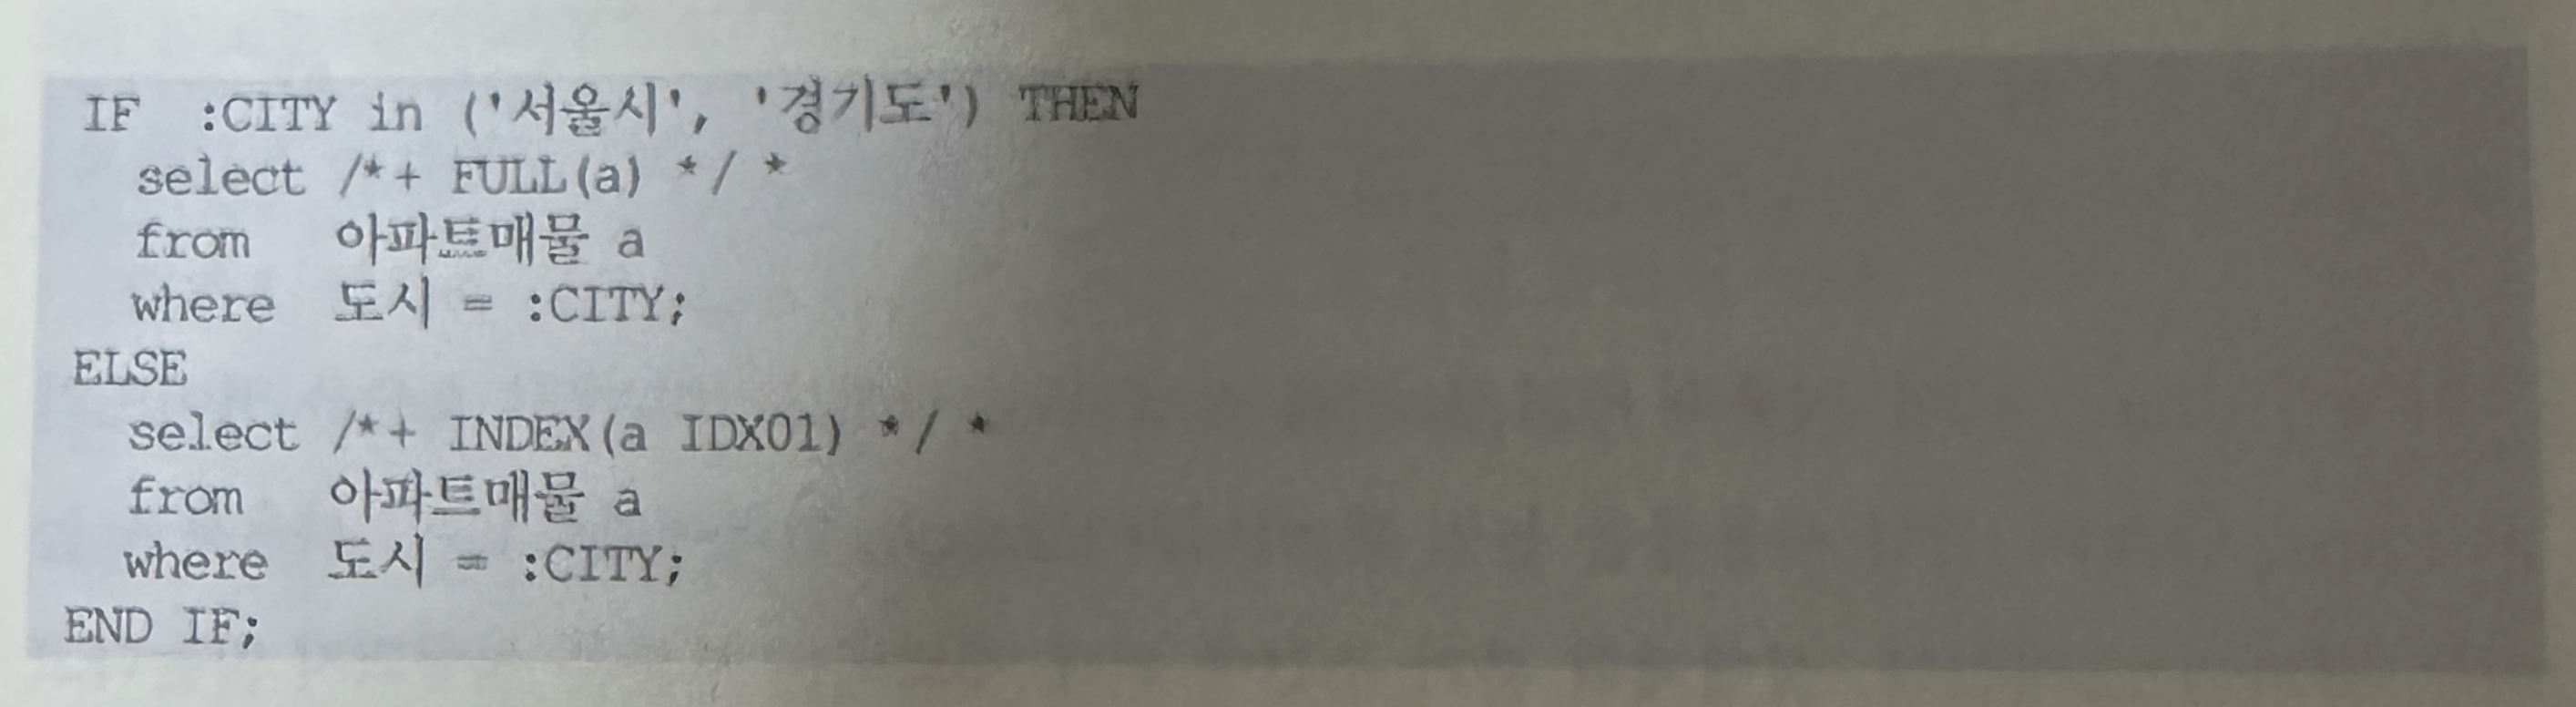 IF :CITY in ('서울시', '경기도') THEN
select /*+ FULL(a) */ *
from 아파트매물 a
where 도시 = :CITY;
ELSE
select /*+ INDEX(a IDX01) */ *
from 아파트매물 a
where 도시 = :CITY;
END IF;